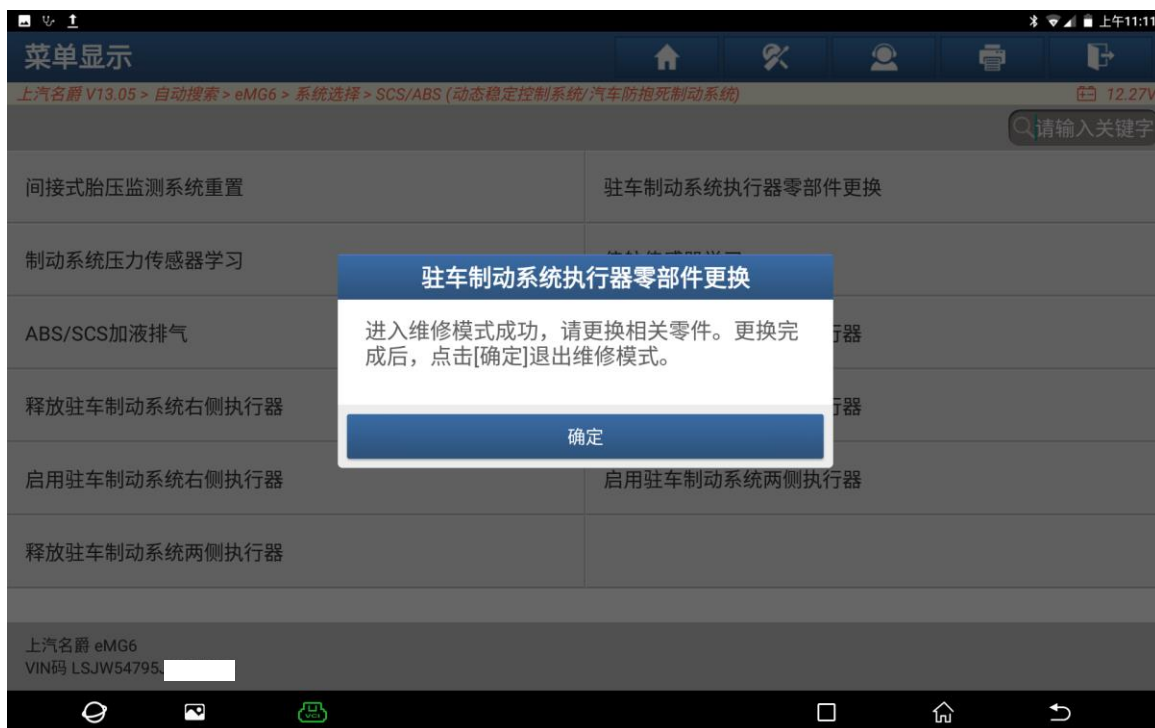 上午11:11
菜单显示
上汽名爵 V13.05 > 自动搜索 > eMG6 > 系统选择 > SCS/ABS (动态稳定控制系统/汽车防抱死制动系统)
12.27V
请输入关键字
间接式胎压监测系统重置
驻车制动系统执行器零部件更换
制动系统压力传感器学习
驻车制动系统执行器零部件更换
进入维修模式成功，请更换相关零件。更换完
成后，点击[确定]退出维修模式。
确定
ABS/SCS加液排气
行器
释放驻车制动系统右侧执行器
行器
启用驻车制动系统右侧执行器
启用驻车制动系统两侧执行器
释放驻车制动系统两侧执行器
上汽名爵 eMG6
VIN码 LSJW54795
VCI